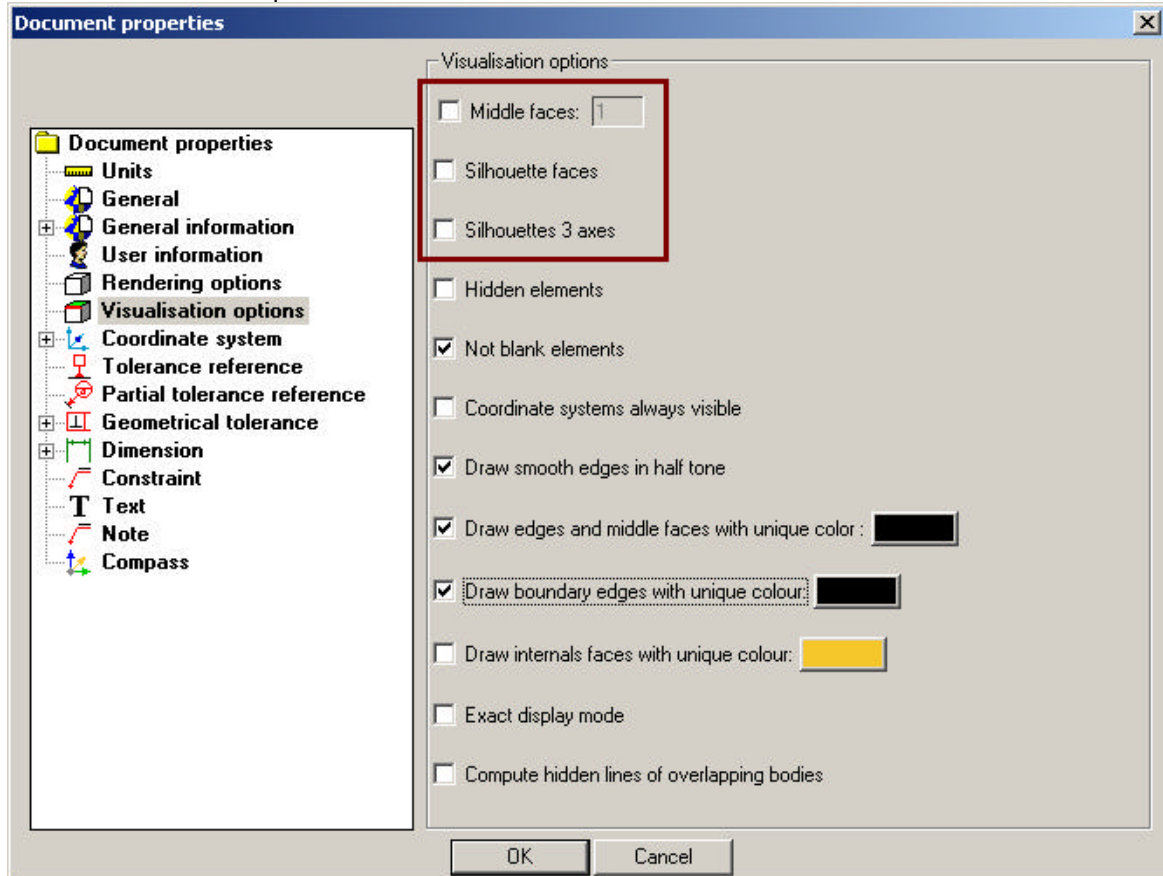 Document properties
Visualisation options
Middle faces: 1
Silhouette faces
Silhouettes 3 axes
Hidden elements
Not blank elements
Coordinate systems always visible
Draw smooth edges in half tone
Draw edges and middle faces with unique color :
Draw boundary edges with unique colour:
Draw internals faces with unique colour:
Exact display mode
Compute hidden lines of overlapping bodies
Document properties
Units
General
General information
User information
Rendering options
Visualisation options
Coordinate system
Tolerance reference
Partial tolerance reference
Geometrical tolerance
Dimension
Constraint
T Text
Note
Compass
OK
Cancel